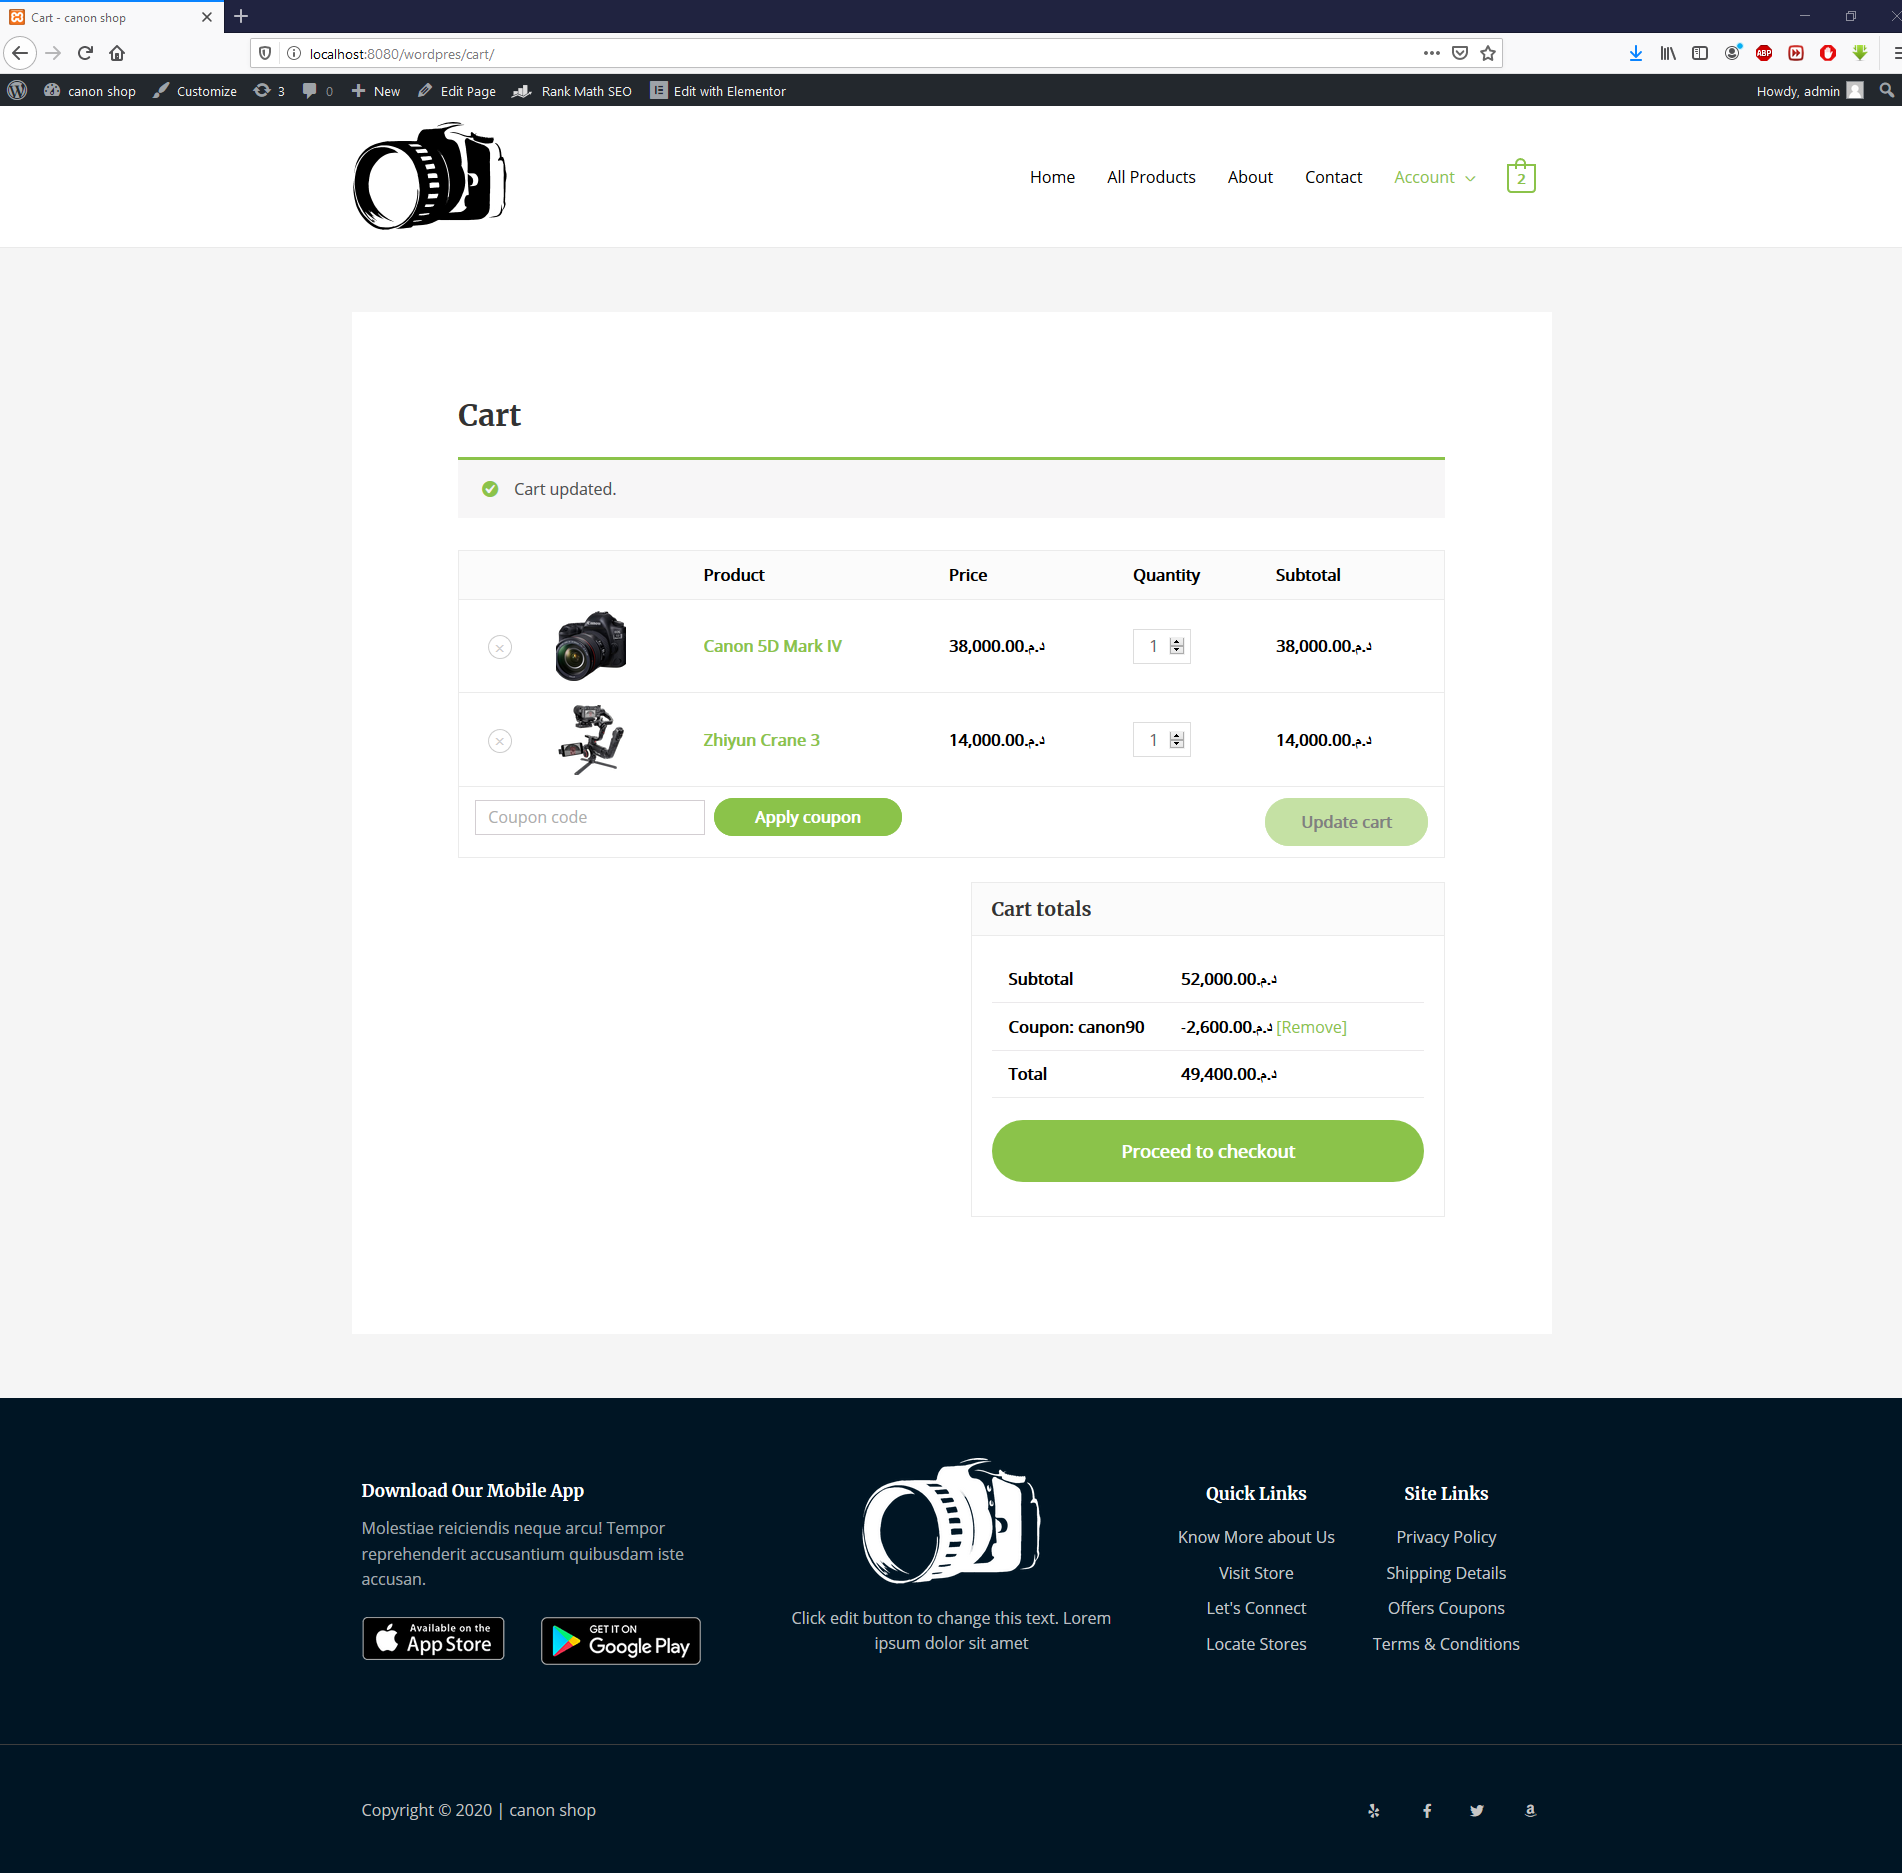 Cart - canon shop
localhost:8080/wordpres/cart/
ABP
canon shop Customize 3 0 New Edit Page Rank Math SEO Edit with Elementor Howdy, admin
Home All Products About Contact Account 2
Cart
Cart updated.
Product Price Quantity Subtotal
Canon 5D Mark IV 38,000.00د.م. 1 38,000.00د.م.
Zhiyun Crane 3 14,000.00د.م. 1 14,000.00د.م.
Coupon code Apply coupon Update cart
Cart totals
Subtotal 52,000.00د.م.
Coupon: canon90 -2,600.00د.م. [Remove]
Total 49,400.00د.م.
Proceed to checkout
Download Our Mobile App
Molestiae reiciendis neque arcu! Tempor
reprehenderit accusantium quibusdam iste
accusan.
Available on the
App Store
GET IT ON
Google Play
Click edit button to change this text. Lorem
ipsum dolor sit amet
Quick Links
Know More about Us
Visit Store
Let's Connect
Locate Stores
Site Links
Privacy Policy
Shipping Details
Offers Coupons
Terms & Conditions
Copyright © 2020 | canon shop